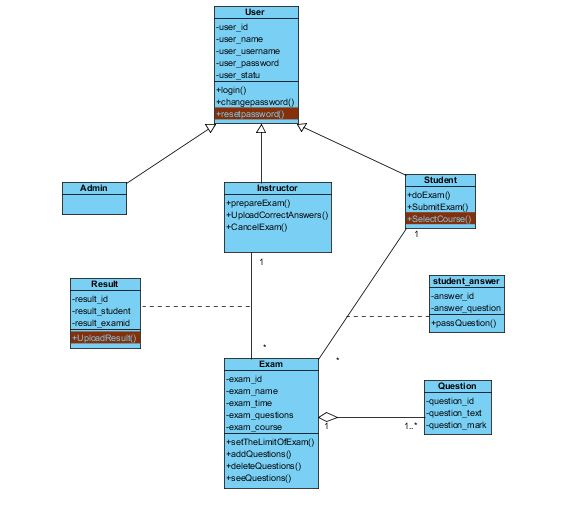 User
-user_id
-user_name
-user_username
-user_password
-user_statu
+login()
+changepassword()
+resetpassword()
Admin
Instructor
+prepareExam()
+UploadCorrectAnswers()
+CancelExam()
Student
+doExam()
+SubmitExam()
+SelectCourse()
1
1
Result
-result_id
-result_student
-result_examid
+UploadResult()
student_answer
-answer_id
-answer_question
+passQuestion()
*
*
Exam
-exam_id
-exam_name
-exam_time
-exam_questions
-exam_course
+setTheLimitOfExam()
+addQuestions()
+deleteQuestions()
+seeQuestions()
1
1..*
Question
-question_id
-question_text
-question_mark